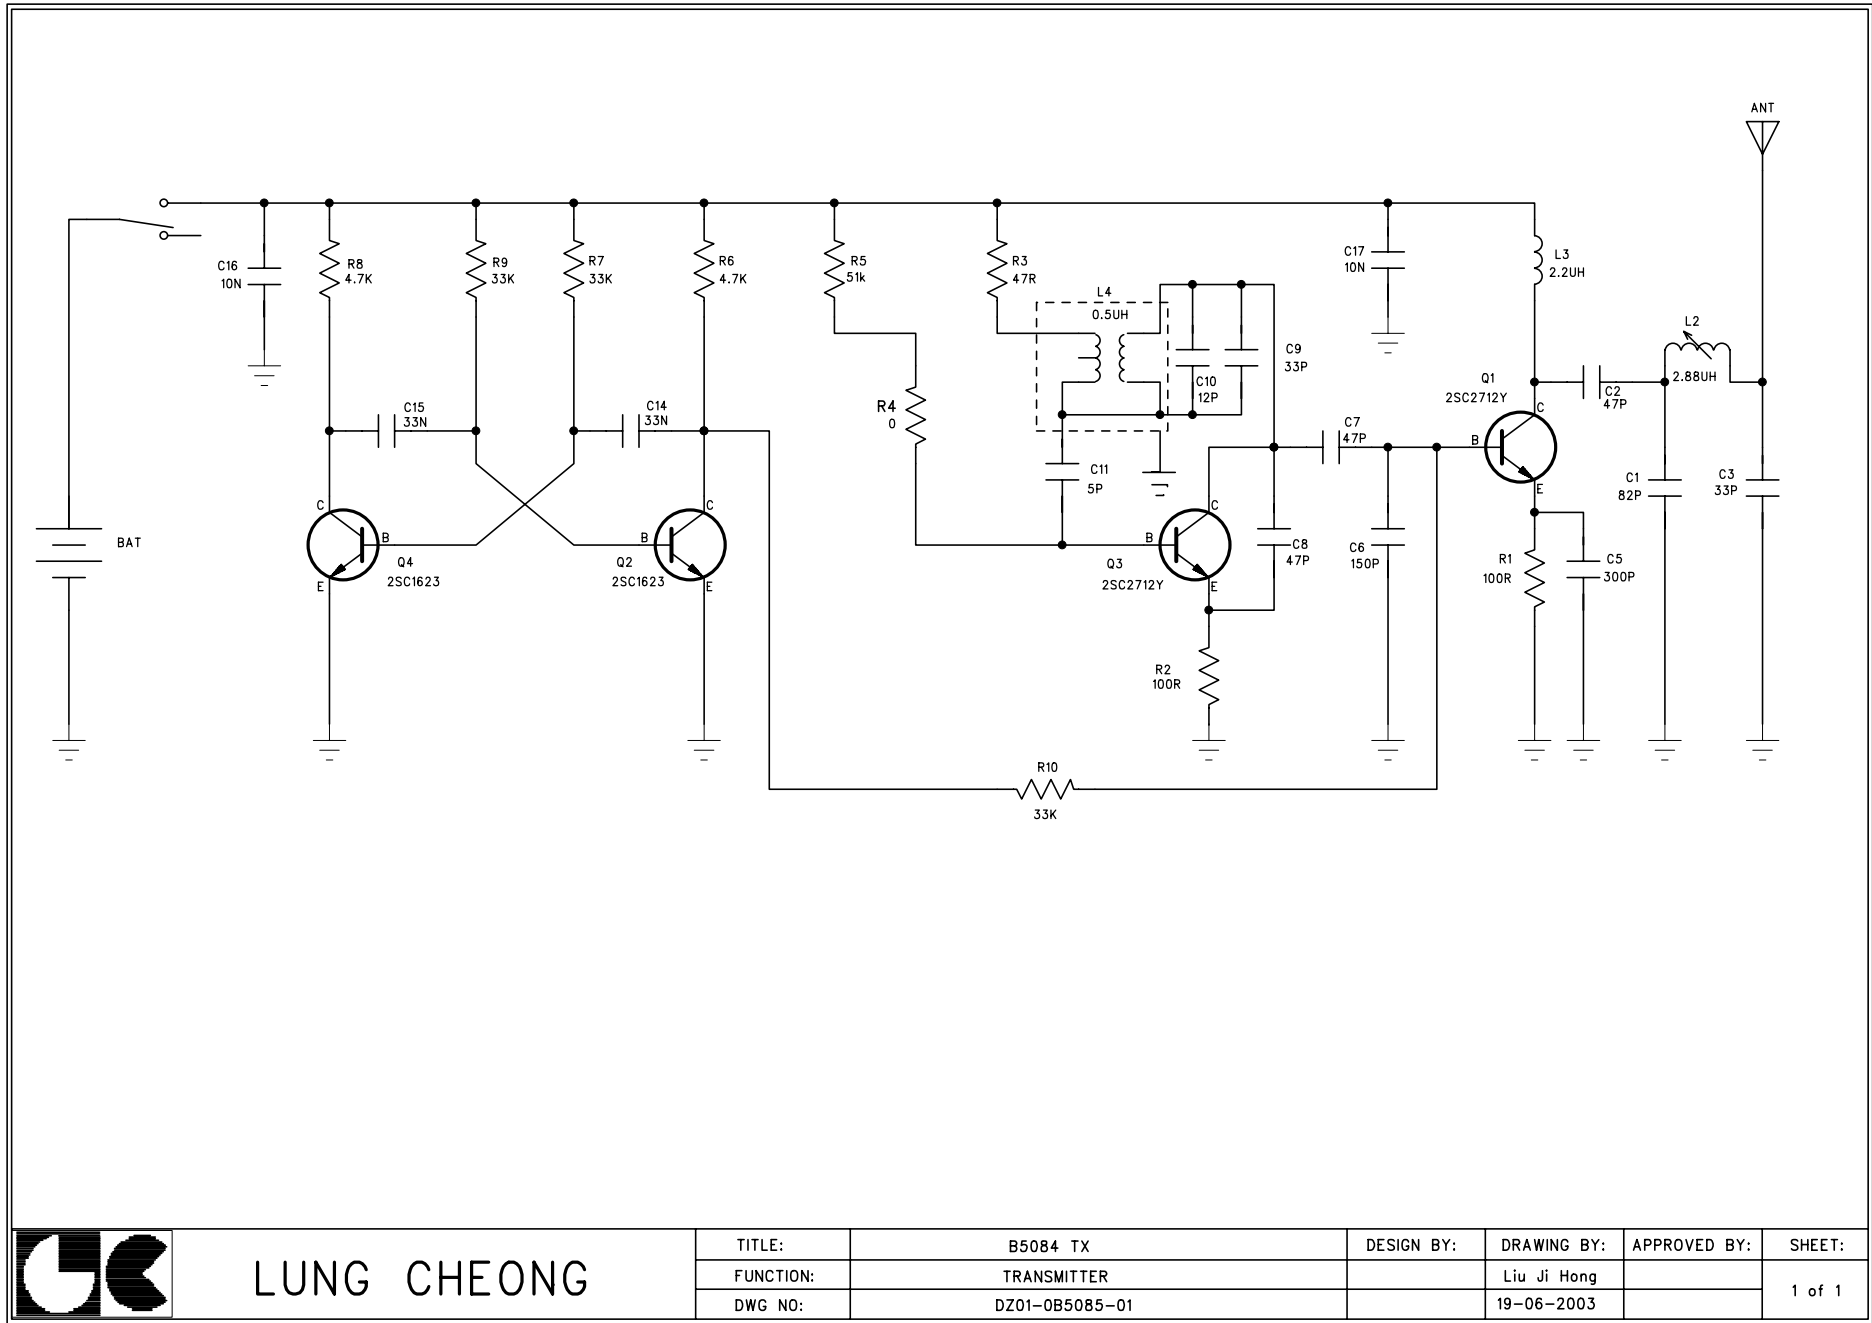 ANT
C16
10N
R8
4.7K
R9
33K
R7
33K
R6
4.7K
R5
51k
R3
47R
L4
0.5UH
C17
10N
L3
2.2UH
C10
12P
C9
33P
L2
2.88UH
C15
33N
C14
33N
R4
0
C11
5P
C7
47P
Q1
2SC2712Y
C
B
E
C2
47P
C1
82P
C3
33P
BAT
C
B
E
Q4
2SC1623
C
B
E
Q2
2SC1623
C
B
E
Q3
2SC2712Y
C8
47P
C6
150P
R1
100R
C5
300P
R2
100R
R10
33K
LUNG CHEONG
TITLE: B5084 TX
FUNCTION: TRANSMITTER
DWG NO: DZ01-0B5085-01
DESIGN BY:
DRAWING BY:
Liu Ji Hong
19-06-2003
APPROVED BY:
SHEET:
1 of 1